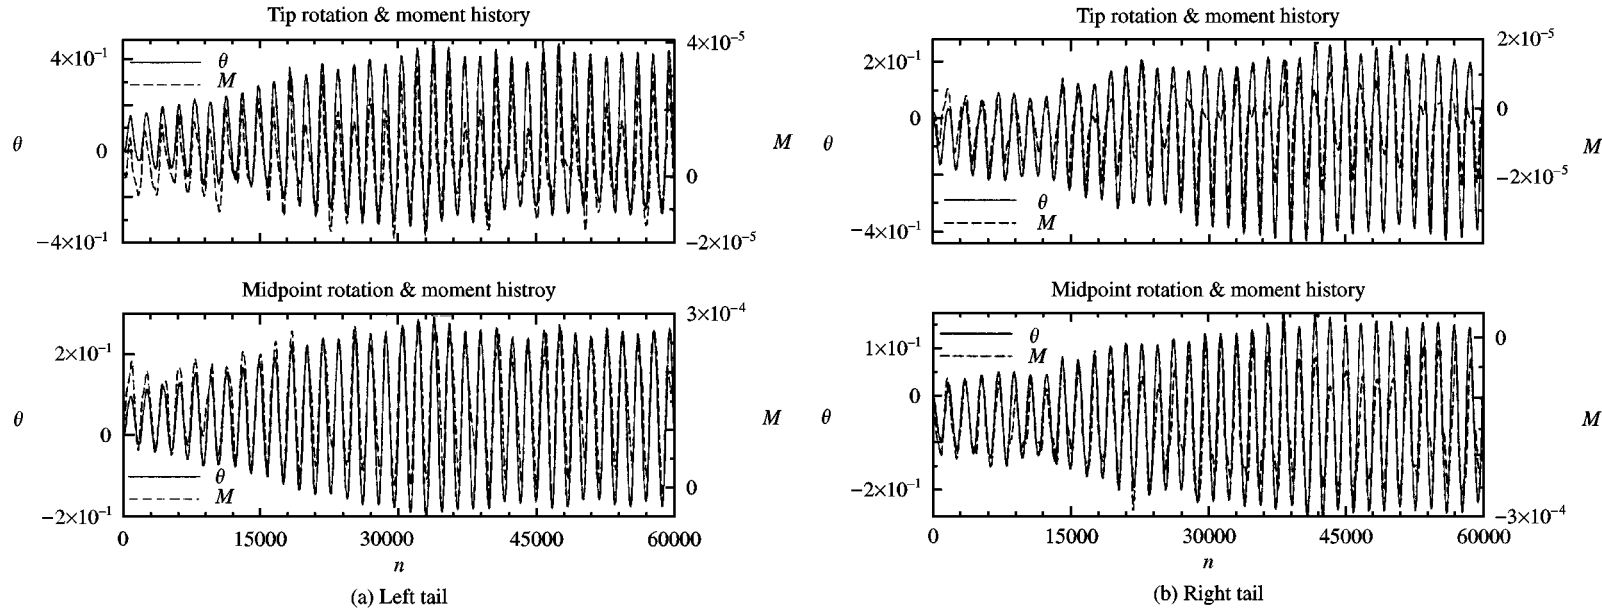 Tip rotation & moment history
4×10⁻¹
0
−4×10⁻¹
θ
θ
M
4×10⁻⁵
0
−2×10⁻⁵
M
Midpoint rotation & moment histroy
2×10⁻¹
0
−2×10⁻¹
θ
θ
M
3×10⁻⁴
0
M
0 15000 30000 45000 60000
n
(a) Left tail
Tip rotation & moment history
2×10⁻¹
0
−4×10⁻¹
θ
θ
M
2×10⁻⁵
0
−2×10⁻⁵
M
Midpoint rotation & moment history
1×10⁻¹
0
−2×10⁻¹
θ
θ
M
0
−3×10⁻⁴
M
0 15000 30000 45000 60000
n
(b) Right tail